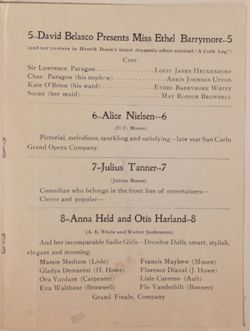 5–David Belasco Presents Miss Ethel Barrymore–5
(and her co-stars in Henrik Ibsen's latest dramatic effort entitled "A Cork Leg":
CAST
Sir Lawrence Paragon LOUIS JAMES HECKENDORF
Chas Paragon (his nephew) AKKIN JOHNSON UPTON
Kate O'Brien (his ward) ETHEL BARRYMORE WHITE
Susan (her maid) MAY ROBSON BROWNELL
6–Alice Nielsen–6
(C. C. Moore)
Pictorial, melodious, sparkling and satisfying—late star San Carlo
Grand Opera Company.
7–Julius Tanner–7
(Julian Moore)
Comedian who belongs in the front line of entertainers—
Clever and popular—
8–Anna Held and Otis Harland–8
(A. E. White and Walter Jenkenson)
And her incomparable Sadie Girls—Dresden Dolls, smart, stylish,
elegant and stunning.
Mamie Medium (Lisle) Francis Mayhew (Moore)
Gladys Demarest (H. Howe) Florence Diaval (J. Howe)
Ora Vardare (Carpenter) Lisle Carreno (Ault)
Eva Walthour (Brownell) Flo Vanderbilt (Bonner)
Grand Finale, Company